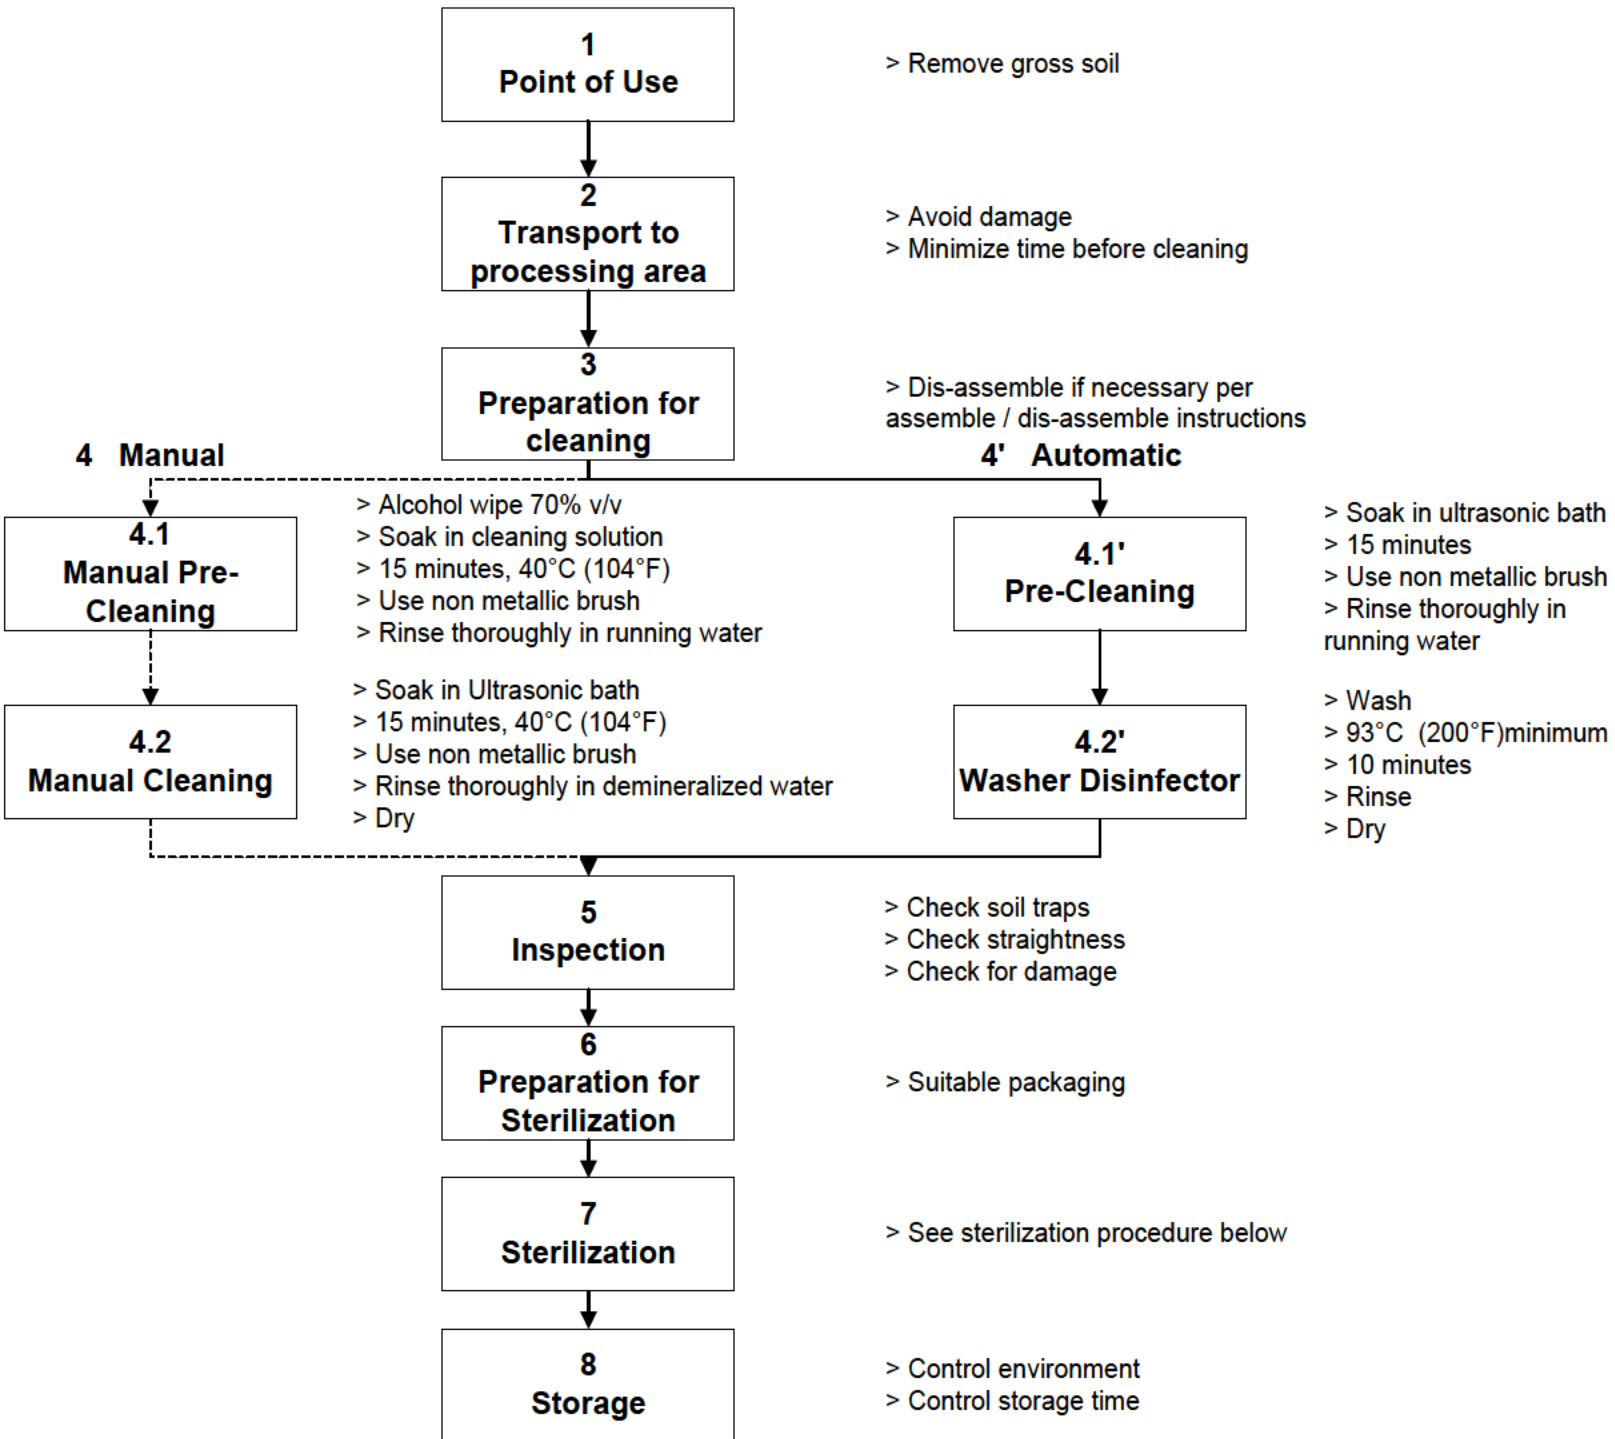 1
Point of Use
> Remove gross soil
2
Transport to
processing area
> Avoid damage
> Minimize time before cleaning
3
Preparation for
cleaning
> Dis-assemble if necessary per
assemble / dis-assemble instructions
4 Manual
4' Automatic
4.1
Manual Pre-
Cleaning
> Alcohol wipe 70% v/v
> Soak in cleaning solution
> 15 minutes, 40°C (104°F)
> Use non metallic brush
> Rinse thoroughly in running water
4.1'
Pre-Cleaning
> Soak in ultrasonic bath
> 15 minutes
> Use non metallic brush
> Rinse thoroughly in
running water
4.2
Manual Cleaning
> Soak in Ultrasonic bath
> 15 minutes, 40°C (104°F)
> Use non metallic brush
> Rinse thoroughly in demineralized water
> Dry
4.2'
Washer Disinfector
> Wash
> 93°C (200°F)minimum
> 10 minutes
> Rinse
> Dry
5
Inspection
> Check soil traps
> Check straightness
> Check for damage
6
Preparation for
Sterilization
> Suitable packaging
7
Sterilization
> See sterilization procedure below
8
Storage
> Control environment
> Control storage time